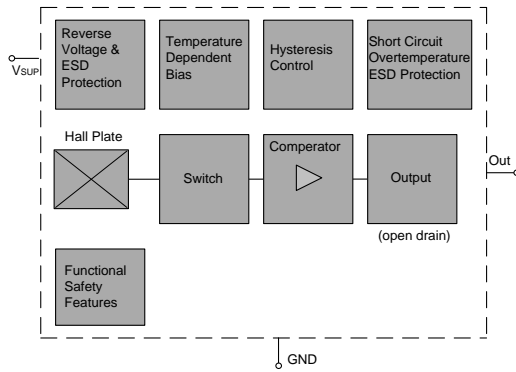 Reverse
Voltage &
ESD
Protection
Temperature
Dependent
Bias
Hysteresis
Control
Short Circuit
Overtemperature
ESD Protection
VSUP
Hall Plate
Switch
Comperator
Output
Out
(open drain)
Functional
Safety
Features
GND